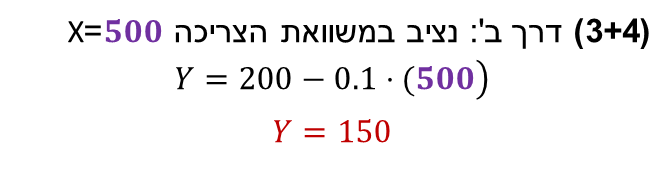 (3+4) דרך ב': נציב במשוואת הצריכה X=500
Y = 200 − 0.1 · (500)
Y = 150